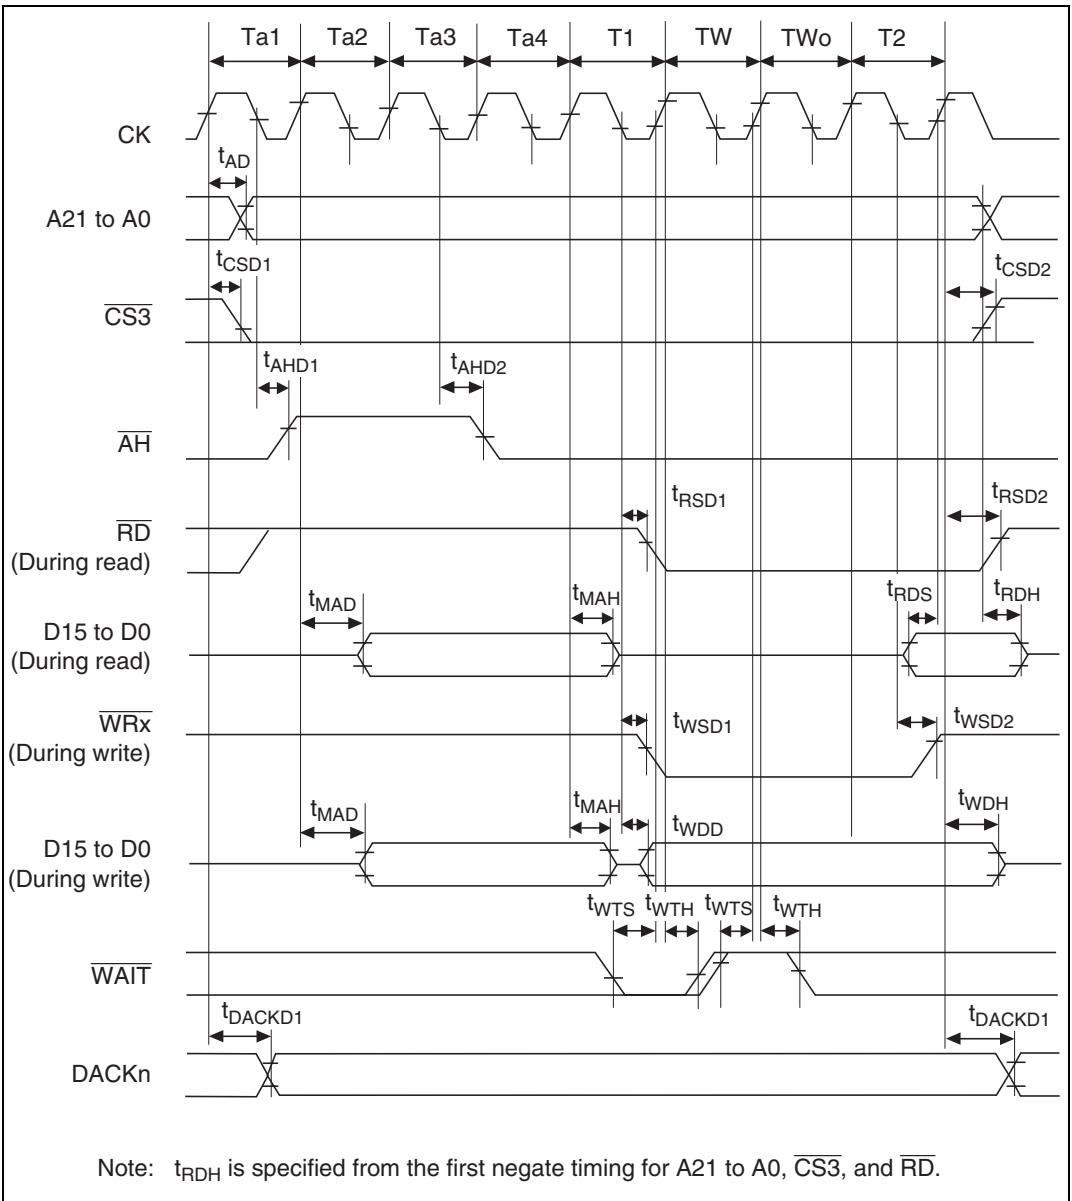 Ta1 Ta2 Ta3 Ta4 T1 TW TWo T2
CK
tAD
A21 to A0
tCSD1 tCSD2
CS3
tAHD1 tAHD2
AH
tRSD1 tRSD2
RD
(During read)
tMAD tMAH tRDS tRDH
D15 to D0
(During read)
WRx
(During write)
tWSD1 tWSD2
tMAD tMAH tWDD tWDH
D15 to D0
(During write)
tWTS tWTH tWTS tWTH
WAIT
tDACKD1 tDACKD1
DACKn
Note: tRDH is specified from the first negate timing for A21 to A0, CS3, and RD.